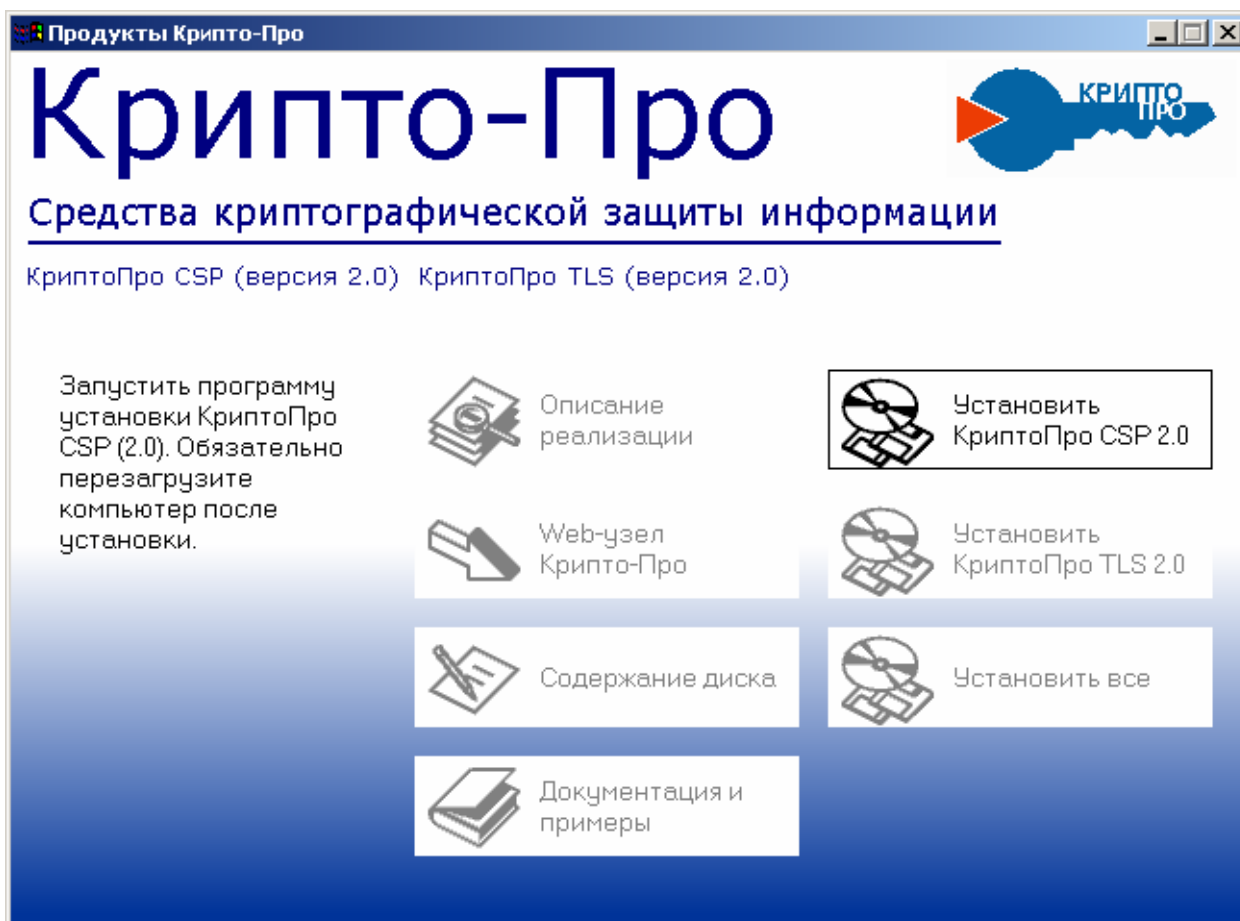 Продукты Крипто-Про
Крипто-Про
КРИПТО
ПРО
Средства криптографической защиты информации
КриптоПро CSP (версия 2.0) КриптоПро TLS (версия 2.0)
Запустить программу
установки КриптоПро
CSP (2.0). Обязательно
перезагрузите
компьютер после
установки.
Описание
реализации
Установить
КриптоПро CSP 2.0
Web-узел
Крипто-Про
Установить
КриптоПро TLS 2.0
Содержание диска
Установить все
Документация и
примеры